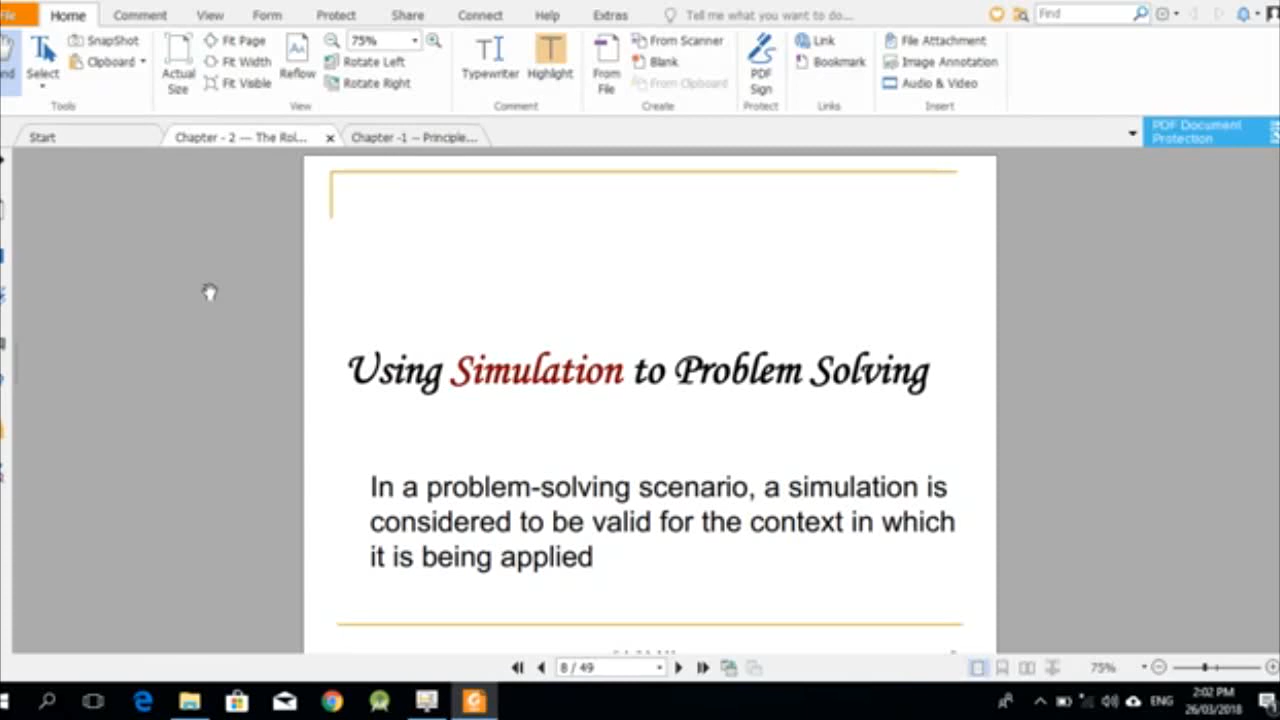 File Home Comment View Form Protect Share Connect Help Extras Tell me what you want to do... Find
SnapShot Fit Page 75% From Scanner Link File Attachment
Select Clipboard Actual Size Fit Width Reflow Rotate Left Typewriter Highlight From File Blank PDF Sign Bookmark Image Annotation
Fit Visible Rotate Right From Clipboard Audio & Video
Tools View Comment Create Protect Links Insert
Start Chapter - 2 — The Rol... Chapter -1 -- Principle... PDF Document
Protection
Using Simulation to Problem Solving
In a problem-solving scenario, a simulation is
considered to be valid for the context in which
it is being applied
8 / 49 75%
ENG 2:02 PM
26/03/2018